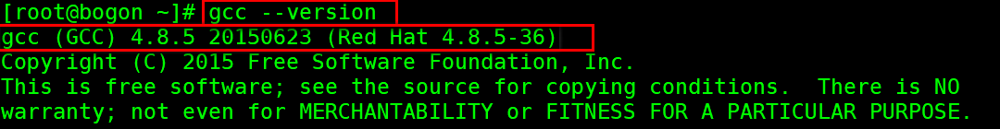 [root@bogon ~]# gcc --version
gcc (GCC) 4.8.5 20150623 (Red Hat 4.8.5-36)
Copyright (C) 2015 Free Software Foundation, Inc.
This is free software; see the source for copying conditions.  There is NO
warranty; not even for MERCHANTABILITY or FITNESS FOR A PARTICULAR PURPOSE.